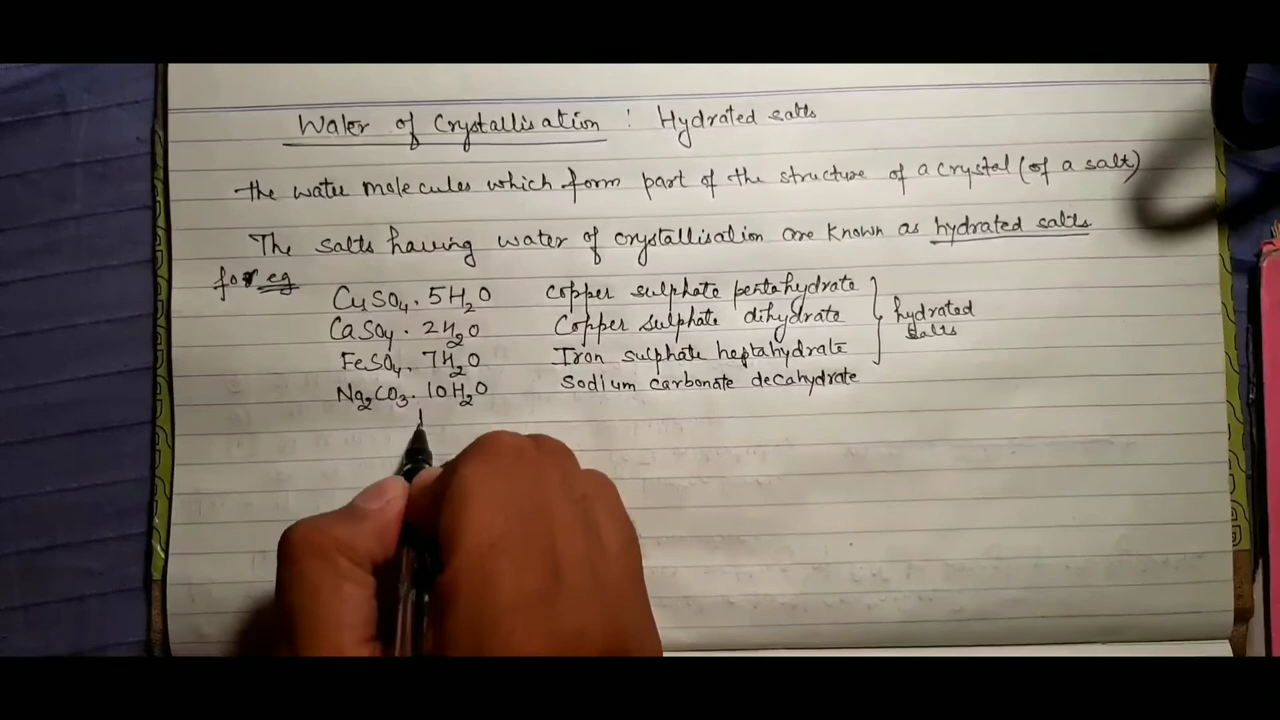 Water of Crystallisation : Hydrated salts
The water molecules which form part of the structure of a crystal (of a salt)
The salts having water of crystallisation are known as hydrated salts
for eg
CuSO4 . 5H2O Copper sulphate pentahydrate
CaSO4 . 2H2O Copper sulphate dihydrate
FeSO4 . 7H2O Iron sulphate heptahydrate
Na2CO3 . 10H2O Sodium carbonate decahydrate
hydrated
salts